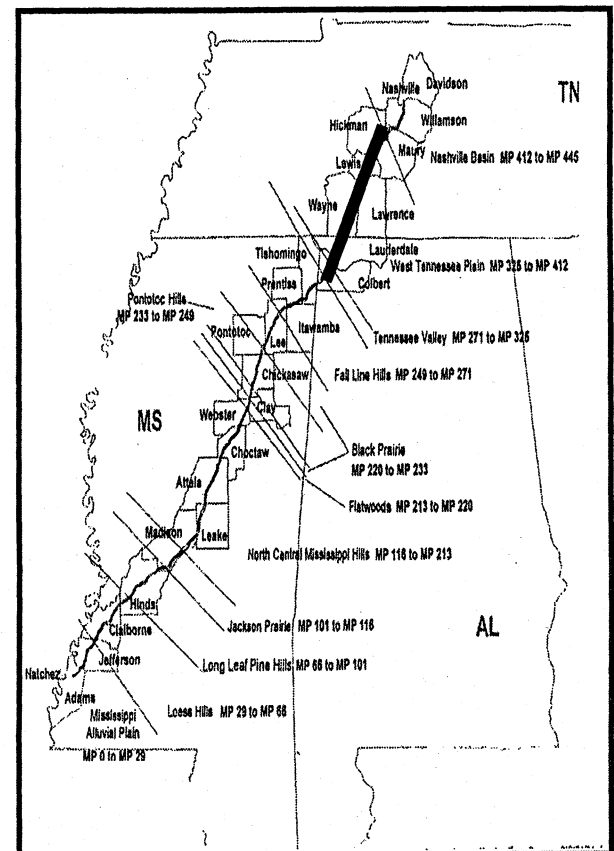 Nashville
Davidson
TN
Hickman
Williamson
Maury
Nashville Basin MP 412 to MP 445
Lewis
Wayne
Lawrence
Lauderdale
Tishomingo
West Tennessee Plain MP 325 to MP 412
Prentiss
Colbert
Pontotoc Hills
MP 233 to MP 249
Itawamba
Pontotoc
Lee
Tennessee Valley MP 271 to MP 325
Chickasaw
Fall Line Hills MP 249 to MP 271
Webster
Clay
MS
Choctaw
Black Prairie
MP 220 to MP 233
Attala
Flatwoods MP 213 to MP 220
Madison
Leake
North Central Mississippi Hills MP 116 to MP 213
Hinds
Jackson Prairie MP 101 to MP 116
AL
Claiborne
Jefferson
Long Leaf Pine Hills MP 66 to MP 101
Natchez
Adams
Loess Hills MP 29 to MP 66
Mississippi
Alluvial Plain
MP 0 to MP 29